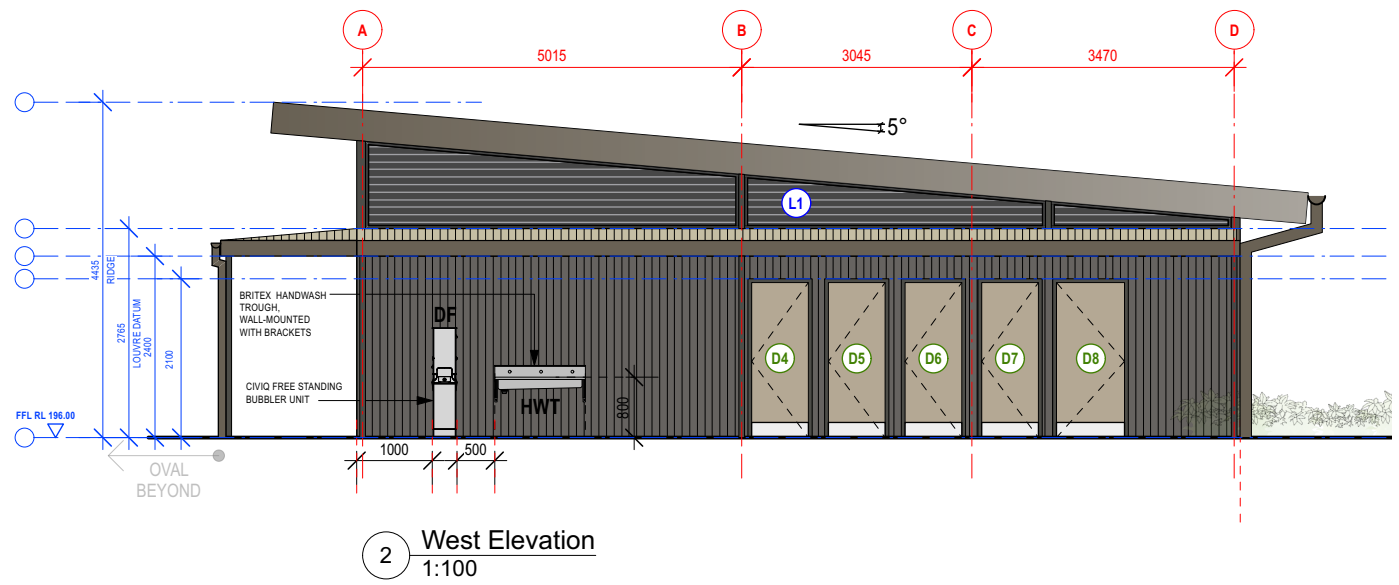 A
B
C
D
5015
3045
3470
5°
L1
4435
RIDGE
2765
LOUVRE DATUM
2400
2100
BRITEX HANDWASH
TROUGH,
WALL-MOUNTED
WITH BRACKETS
DF
CIVIQ FREE STANDING
BUBBLER UNIT
HWT
800
D4
D5
D6
D7
D8
FFL RL 196.00
1000
500
OVAL
BEYOND
2
West Elevation
1:100